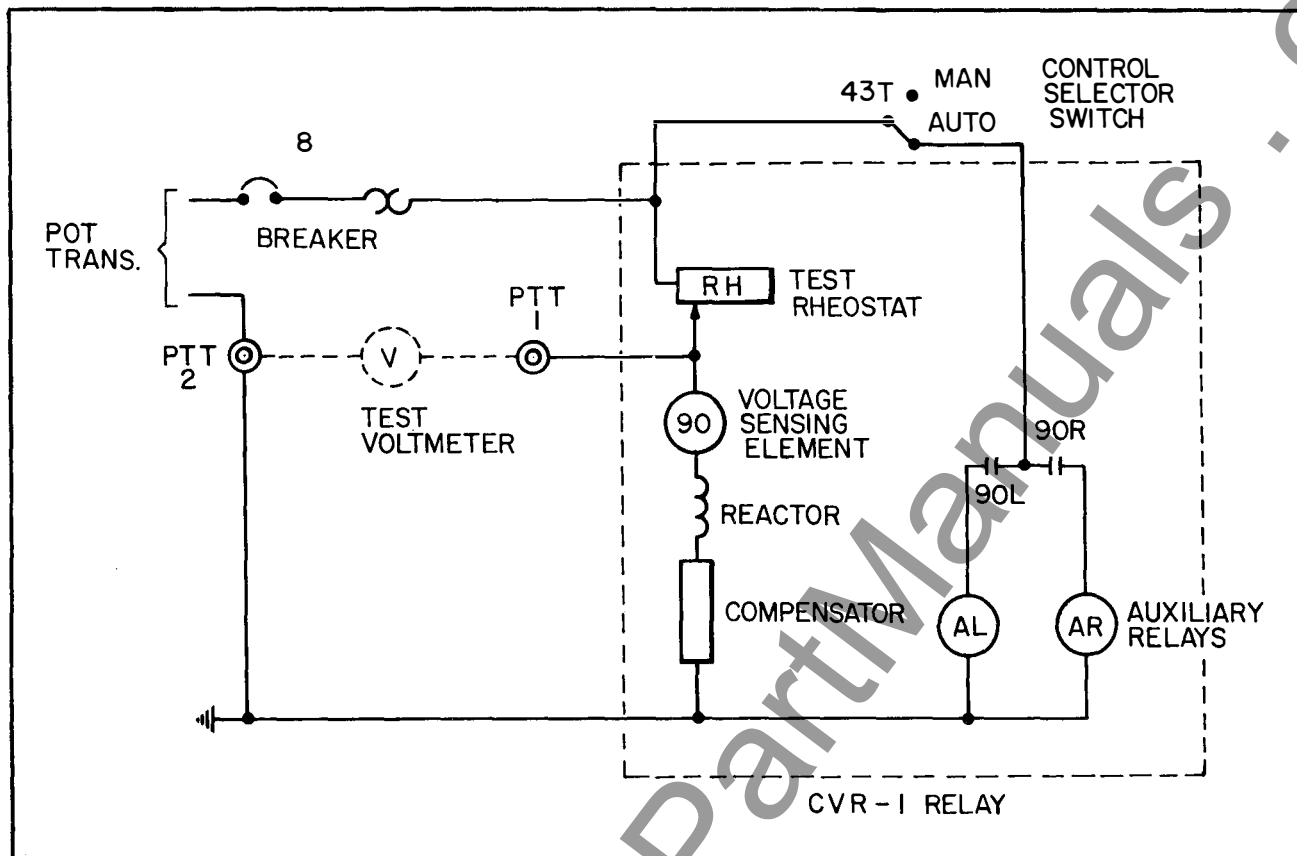 43T
MAN
AUTO
CONTROL
SELECTOR
SWITCH
8
BREAKER
POT
TRANS.
RH
TEST
RHEOSTAT
PTT
1
PTT
2
V
TEST
VOLTMETER
90
VOLTAGE
SENSING
ELEMENT
90R
90L
REACTOR
COMPENSATOR
AL
AR
AUXILIARY
RELAYS
CVR-1 RELAY
PartManuals .